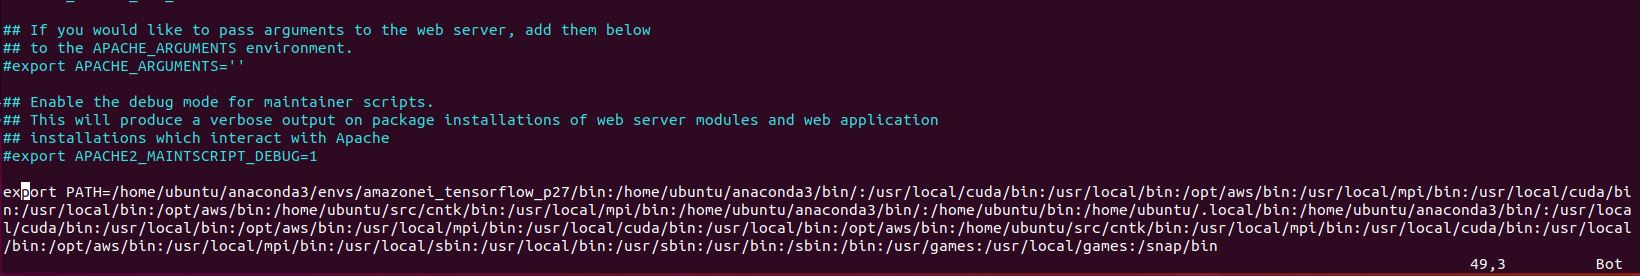 ## If you would like to pass arguments to the web server, add them below
## to the APACHE_ARGUMENTS environment.
#export APACHE_ARGUMENTS=''
## Enable the debug mode for maintainer scripts.
## This will produce a verbose output on package installations of web server modules and web application
## installations which interact with Apache
#export APACHE2_MAINTSCRIPT_DEBUG=1
export PATH=/home/ubuntu/anaconda3/envs/amazonei_tensorflow_p27/bin:/home/ubuntu/anaconda3/bin/:/usr/local/cuda/bin:/usr/local/bin:/opt/aws/bin:/usr/local/mpi/bin:/usr/local/cuda/bi
n:/usr/local/bin:/opt/aws/bin:/home/ubuntu/src/cntk/bin:/usr/local/mpi/bin:/home/ubuntu/anaconda3/bin/:/home/ubuntu/bin:/home/ubuntu/.local/bin:/home/ubuntu/anaconda3/bin/:/usr/loca
l/cuda/bin:/usr/local/bin:/opt/aws/bin:/usr/local/mpi/bin:/usr/local/cuda/bin:/usr/local/bin:/opt/aws/bin:/home/ubuntu/src/cntk/bin:/usr/local/mpi/bin:/usr/local/cuda/bin:/usr/local
/bin:/opt/aws/bin:/usr/local/mpi/bin:/usr/local/sbin:/usr/local/bin:/usr/sbin:/usr/bin:/sbin:/bin:/usr/games:/usr/local/games:/snap/bin
49,3 Bot